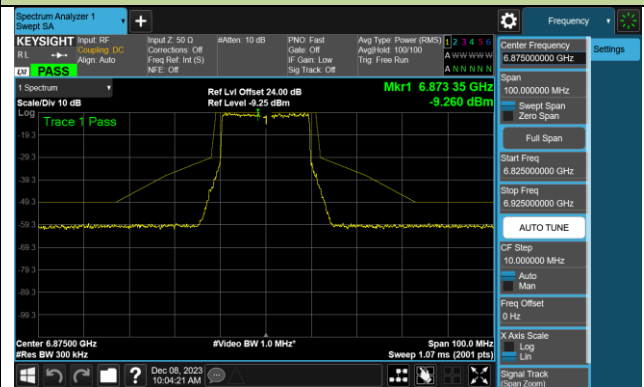 Spectrum Analyzer 1
Swept SA
+
Frequency
KEYSIGHT
RL
Input: RF
Coupling: DC
Align: Auto
Input Z: 50 Ω
Corrections: Off
Freq Ref: Int (S)
NFE: Off
#Atten: 10 dB
PNO: Fast
Gate: Off
IF Gain: Low
Sig Track: Off
Avg Type: Power (RMS)
Avg|Hold: 100/100
Trig: Free Run
1 2 3 4 5 6
A W W W W W
A N N N N N
PASS
1 Spectrum
Scale/Div 10 dB
Ref Lvl Offset 24.00 dB
Ref Level -9.25 dBm
Mkr1 6.873 35 GHz
-9.260 dBm
Log
Trace 1 Pass
1
-19.3
-29.3
-39.3
-49.3
-59.3
-69.3
-79.3
-89.3
-99.3
Center 6.87500 GHz
#Res BW 300 kHz
#Video BW 1.0 MHz*
Span 100.0 MHz
Sweep 1.07 ms (2001 pts)
Dec 08, 2023
10:04:21 AM
?
Center Frequency
6.875000000 GHz
Settings
Span
100.000000 MHz
Swept Span
Zero Span
Full Span
Start Freq
6.825000000 GHz
Stop Freq
6.925000000 GHz
AUTO TUNE
CF Step
10.000000 MHz
Auto
Man
Freq Offset
0 Hz
X Axis Scale
Log
Lin
Signal Track
(Span Zoom)